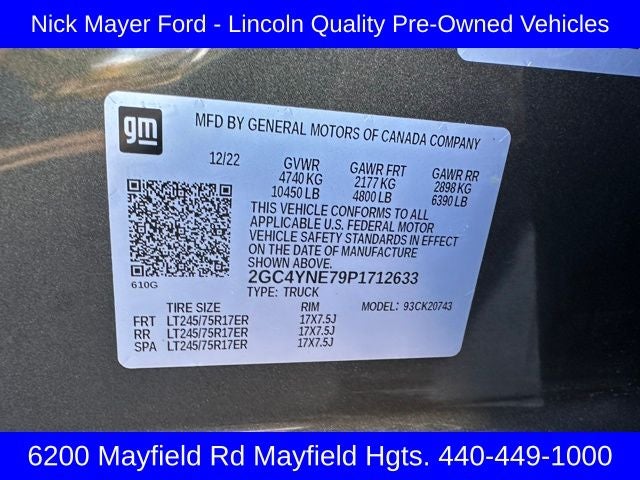 Nick Mayer Ford - Lincoln Quality Pre-Owned Vehicles
gm
MFD BY GENERAL MOTORS OF CANADA COMPANY
12/22 GVWR GAWR FRT GAWR RR
4740 KG 2177 KG 2898 KG
10450 LB 4800 LB 6390 LB
THIS VEHICLE CONFORMS TO ALL
APPLICABLE U.S. FEDERAL MOTOR
VEHICLE SAFETY STANDARDS IN EFFECT
ON THE DATE OF MANUFACTURE
SHOWN ABOVE.
610G 2GC4YNE79P1712633
TYPE: TRUCK MODEL: 93CK20743
TIRE SIZE RIM
FRT LT245/75R17ER 17X7.5J
RR LT245/75R17ER 17X7.5J
SPA LT245/75R17ER 17X7.5J
6200 Mayfield Rd Mayfield Hgts. 440-449-1000